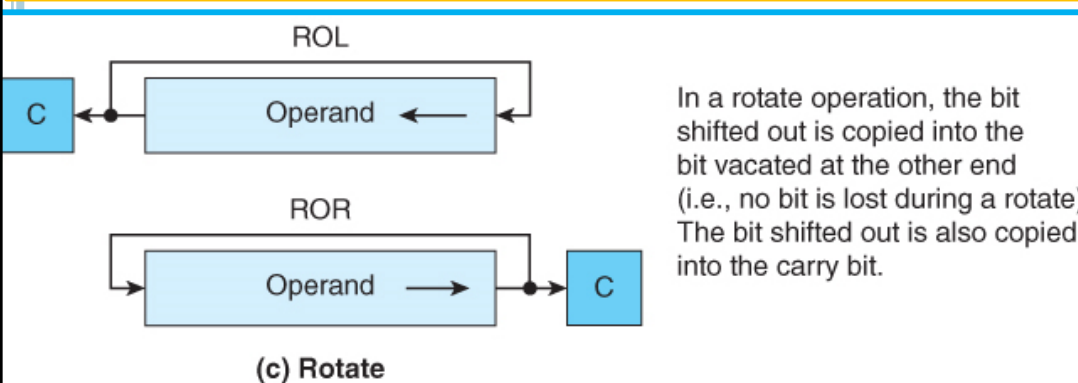 ROL
C
Operand
In a rotate operation, the bit
shifted out is copied into the
bit vacated at the other end
(i.e., no bit is lost during a rotate)
The bit shifted out is also copied
into the carry bit.
ROR
Operand
C
(c) Rotate